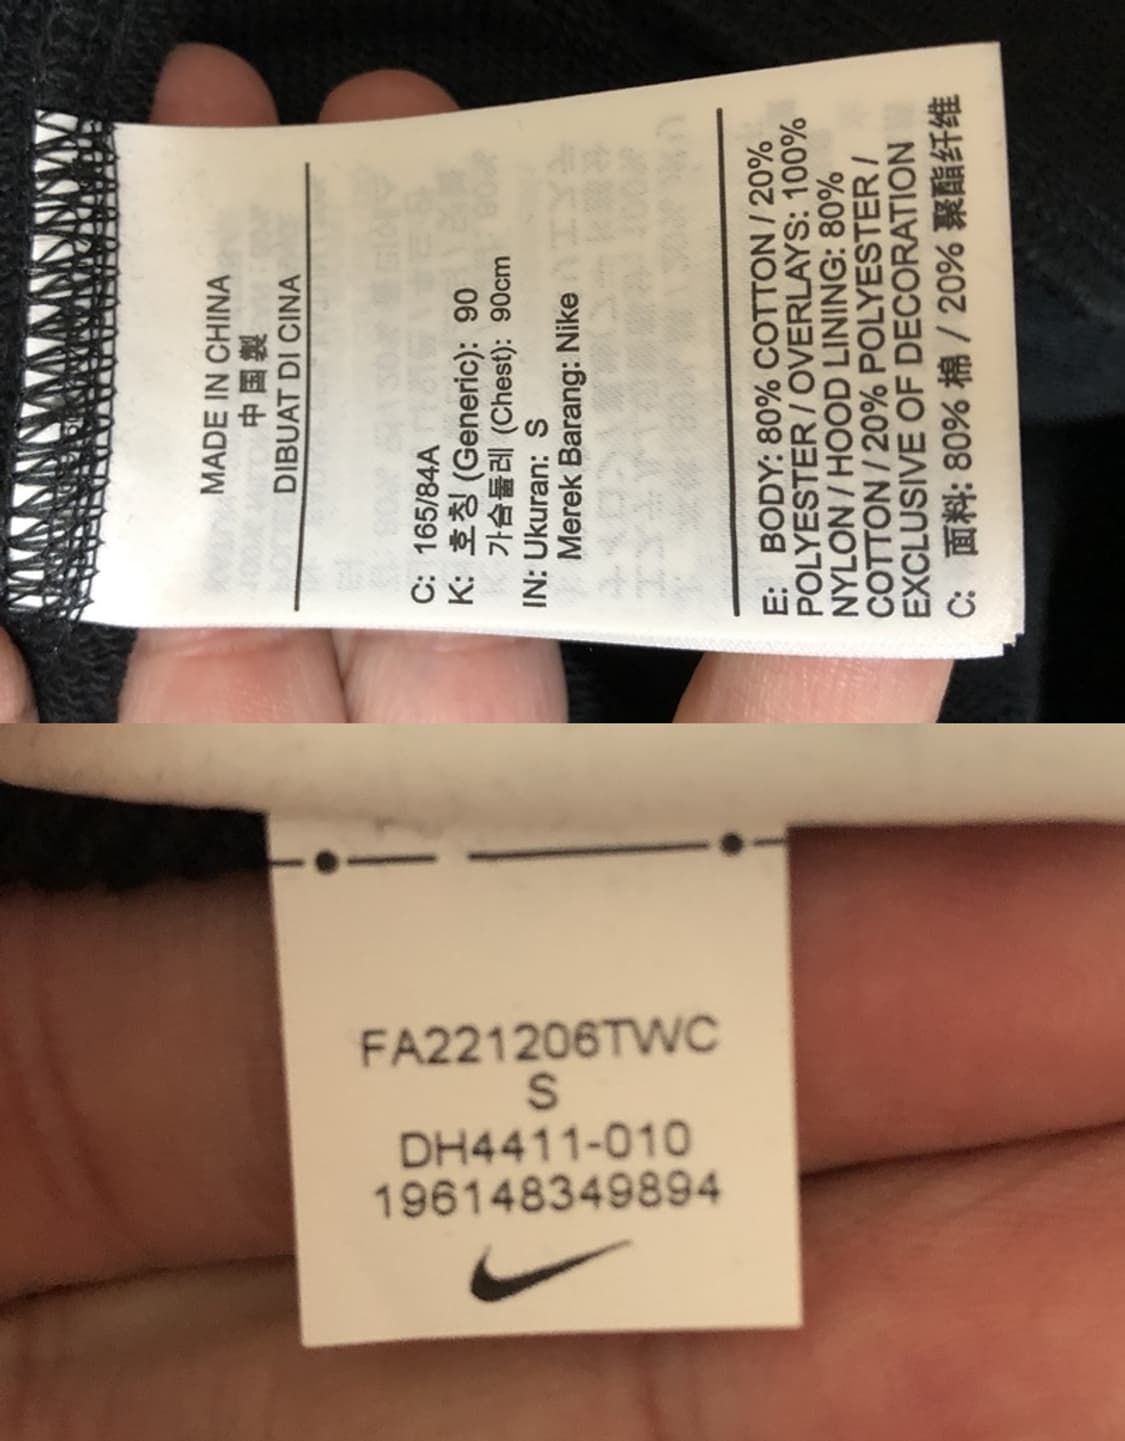 MADE IN CHINA
中国製
DIBUAT DI CINA
C: 165/84A
K: 호칭 (Generic): 90
가슴둘레 (Chest): 90cm
IN: Ukuran: S
Merek Barang: Nike
E: BODY: 80% COTTON / 20%
POLYESTER / OVERLAYS: 100%
NYLON / HOOD LINING: 80%
COTTON / 20% POLYESTER /
EXCLUSIVE OF DECORATION
C: 面料: 80% 棉 / 20% 聚酯纤维
FA221206TWC
S
DH4411-010
196148349894